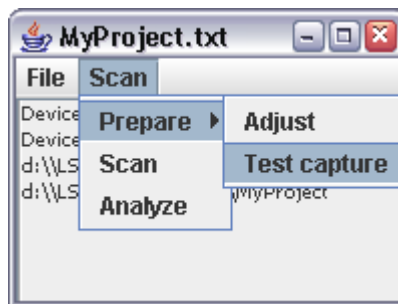 MyProject.txt
File Scan
Device
Prepare Adjust
Device
Scan Test capture
d:\\LS
d:\\LS \MyProject
Analyze